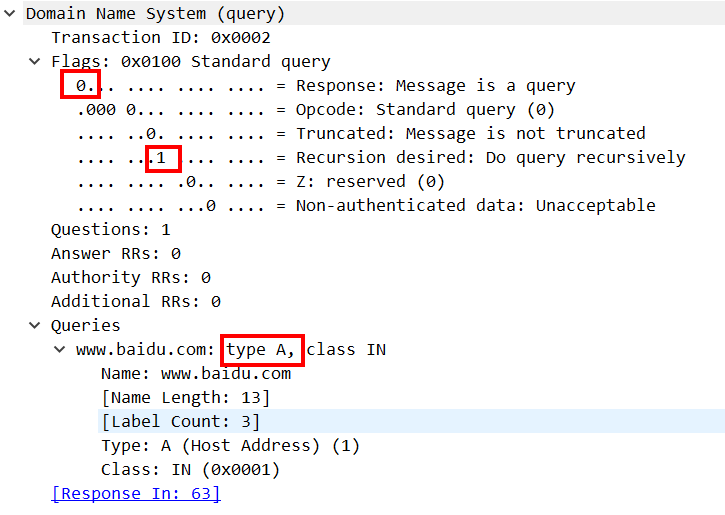 Domain Name System (query)
Transaction ID: 0x0002
Flags: 0x0100 Standard query
0... .... .... .... = Response: Message is a query
.000 0... .... .... = Opcode: Standard query (0)
.... ..0. .... .... = Truncated: Message is not truncated
.... ...1 .... .... = Recursion desired: Do query recursively
.... .... .0.. .... = Z: reserved (0)
.... .... ...0 .... = Non-authenticated data: Unacceptable
Questions: 1
Answer RRs: 0
Authority RRs: 0
Additional RRs: 0
Queries
www.baidu.com: type A, class IN
Name: www.baidu.com
[Name Length: 13]
[Label Count: 3]
Type: A (Host Address) (1)
Class: IN (0x0001)
[Response In: 63]